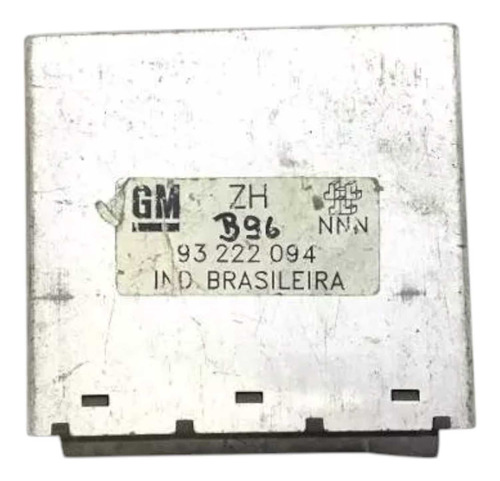 GM ZH
B96 NNN
93 222 094
IND. BRASILEIRA